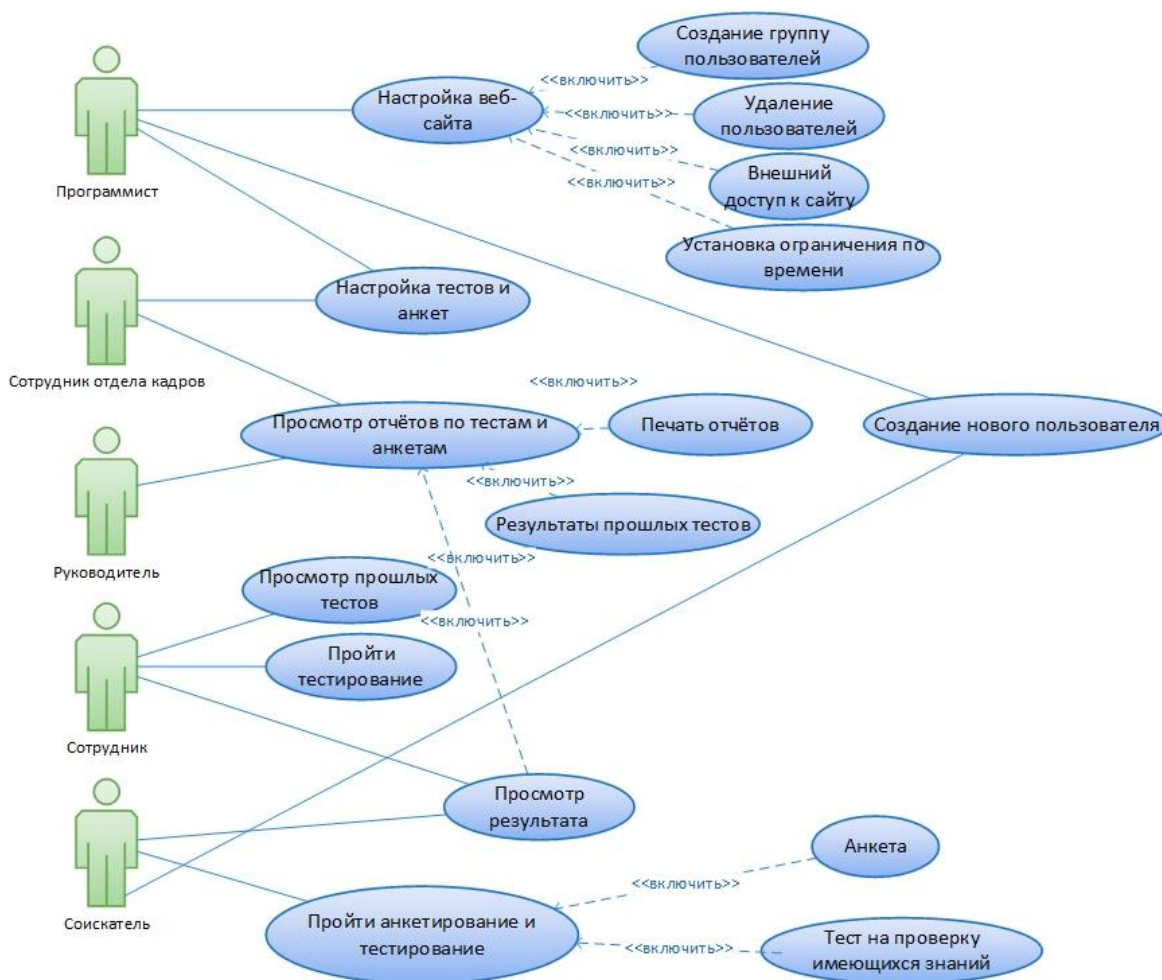 Создание группу
пользователей
<<включить>>
Настройка веб-
сайта
<<включить>>
Удаление
пользователей
<<включить>>
Внешний
доступ к сайту
<<включить>>
Программист
Установка ограничения по
времени
Настройка тестов и
анкет
Сотрудник отдела кадров
<<включить>>
Просмотр отчётов по тестам и
анкетам
Печать отчётов
Создание нового пользователя
<<включить>>
Результаты прошлых тестов
<<включить>>
Руководитель
Просмотр прошлых
тестов
<<включить>>
Пройти
тестирование
Сотрудник
Просмотр
результата
Анкета
<<включить>>
Соискатель
Пройти анкетирование и
тестирование
<<включить>>
Тест на проверку
имеющихся знаний